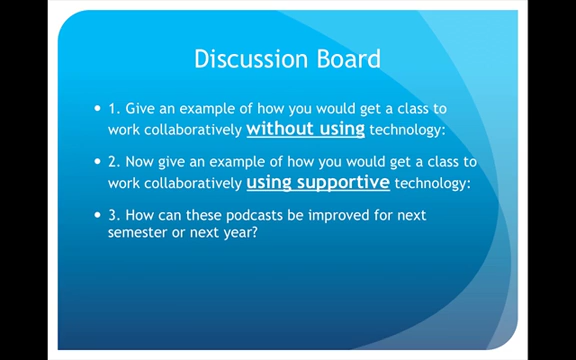 Discussion Board
• 1. Give an example of how you would get a class to
work collaboratively without using technology:
• 2. Now give an example of how you would get a class to
work collaboratively using supportive technology:
• 3. How can these podcasts be improved for next
semester or next year?